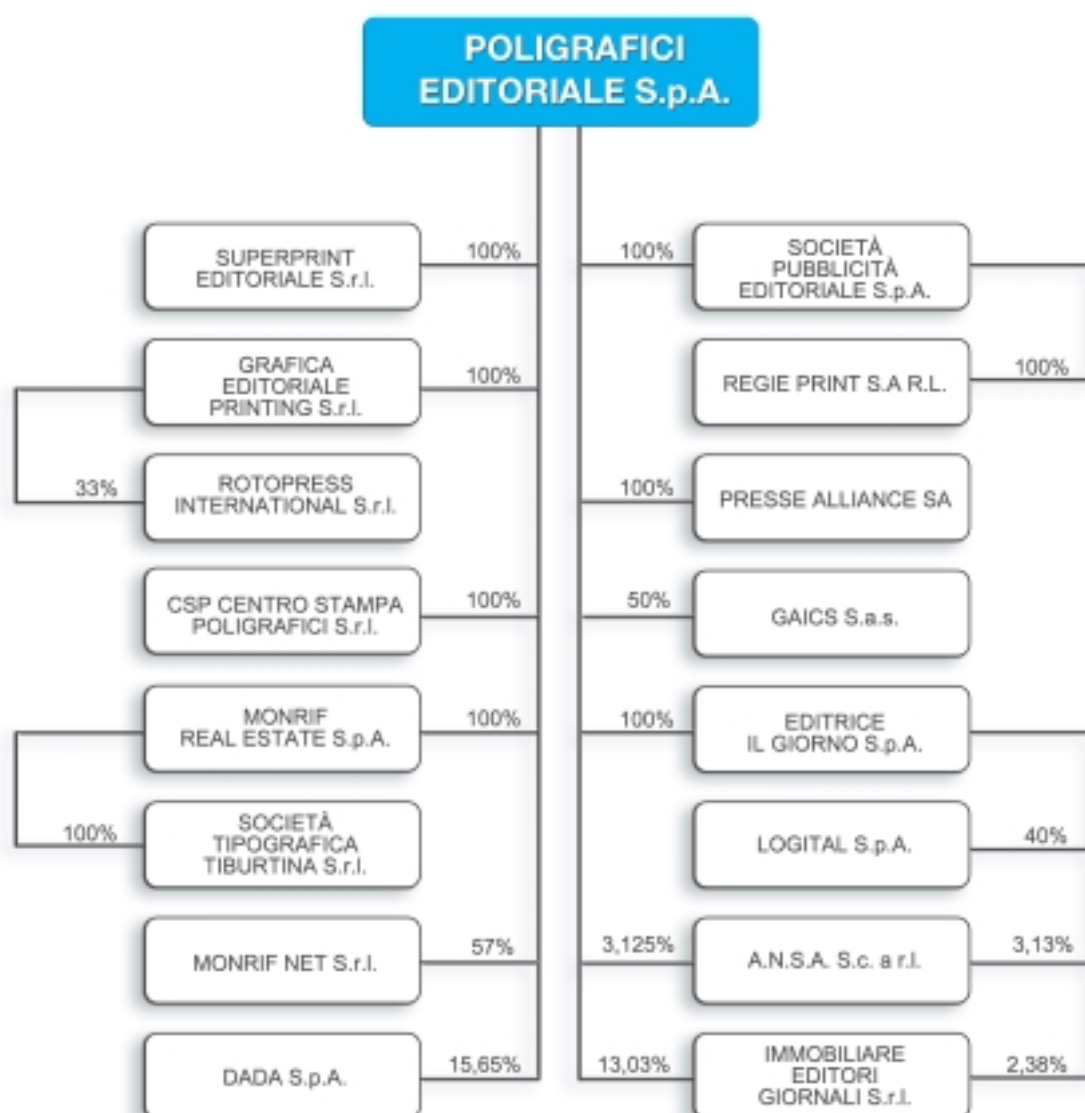 POLIGRAFICI
EDITORIALE S.p.A.
SUPERPRINT
EDITORIALE S.r.l.
100%
100%
SOCIETÀ
PUBBLICITÀ
EDITORIALE S.p.A.
GRAFICA
EDITORIALE
PRINTING S.r.l.
100%
REGIE PRINT S.A R.L.
100%
33%
ROTOPRESS
INTERNATIONAL S.r.l.
100%
PRESSE ALLIANCE SA
CSP CENTRO STAMPA
POLIGRAFICI S.r.l.
100%
50%
GAICS S.a.s.
MONRIF
REAL ESTATE S.p.A.
100%
100%
EDITRICE
IL GIORNO S.p.A.
100%
SOCIETÀ
TIPOGRAFICA
TIBURTINA S.r.l.
LOGITAL S.p.A.
40%
MONRIF NET S.r.l.
57%
3,125%
A.N.S.A. S.c. a r.l.
3,13%
DADA S.p.A.
15,65%
13,03%
IMMOBILIARE
EDITORI
GIORNALI S.r.l.
2,38%